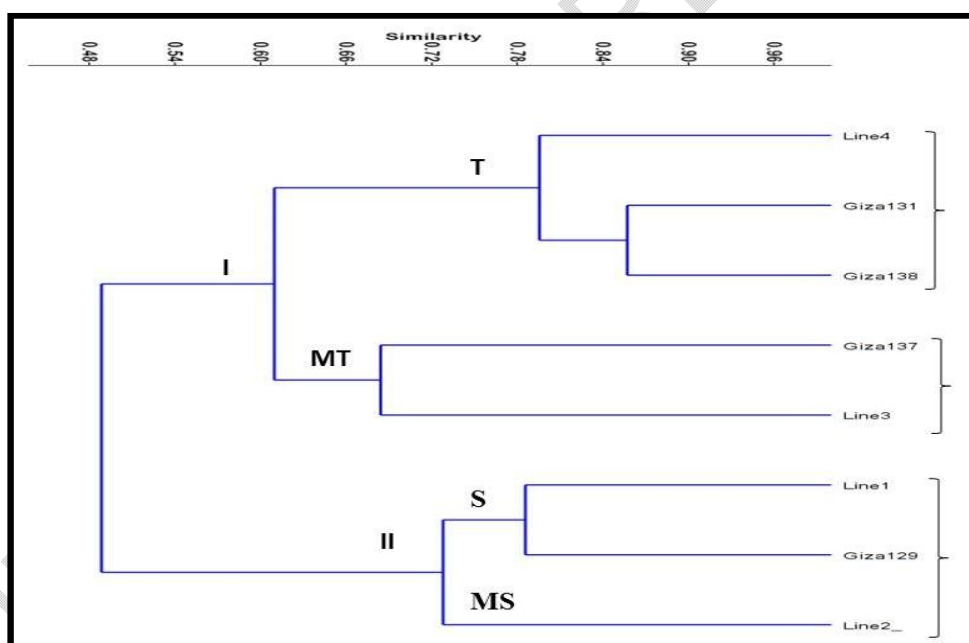 Similarity
0.48 0.54 0.60 0.66 0.72 0.78 0.84 0.90 0.96
Line4
T
Giza131
I
Giza138
MT
Giza137
Line3
Line1
S
Giza129
II
MS
Line2_